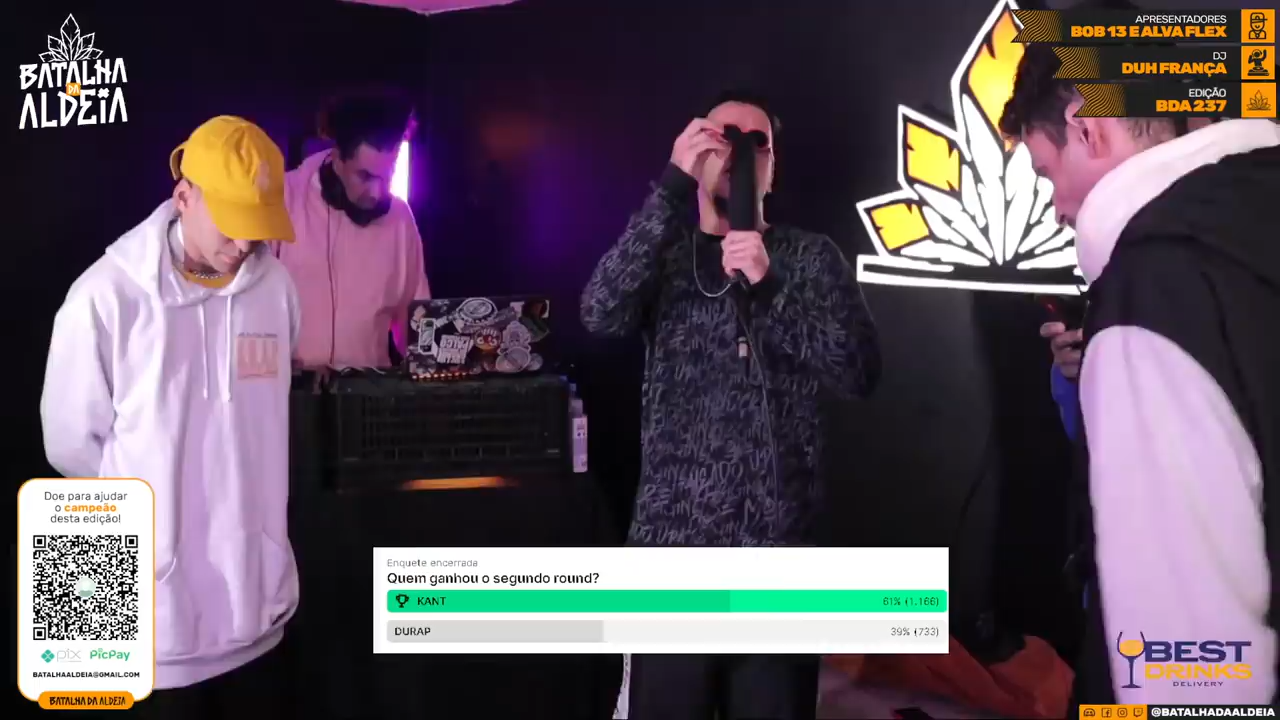 BATALHA
DA
ALDEIA
APRESENTADORES
BOB 13 E ALVA FLEX
DJ
DUH FRANÇA
EDIÇÃO
BDA 237
Doe para ajudar
o campeão
desta edição!
pix PicPay
BATALHAALDEIA@GMAIL.COM
BATALHA DA ALDEIA
Enquete encerrada
Quem ganhou o segundo round?
KANT 61% (1.166)
DURAP 39% (733)
BEST
DRINKS
DELIVERY
@BATALHADAALDEIA